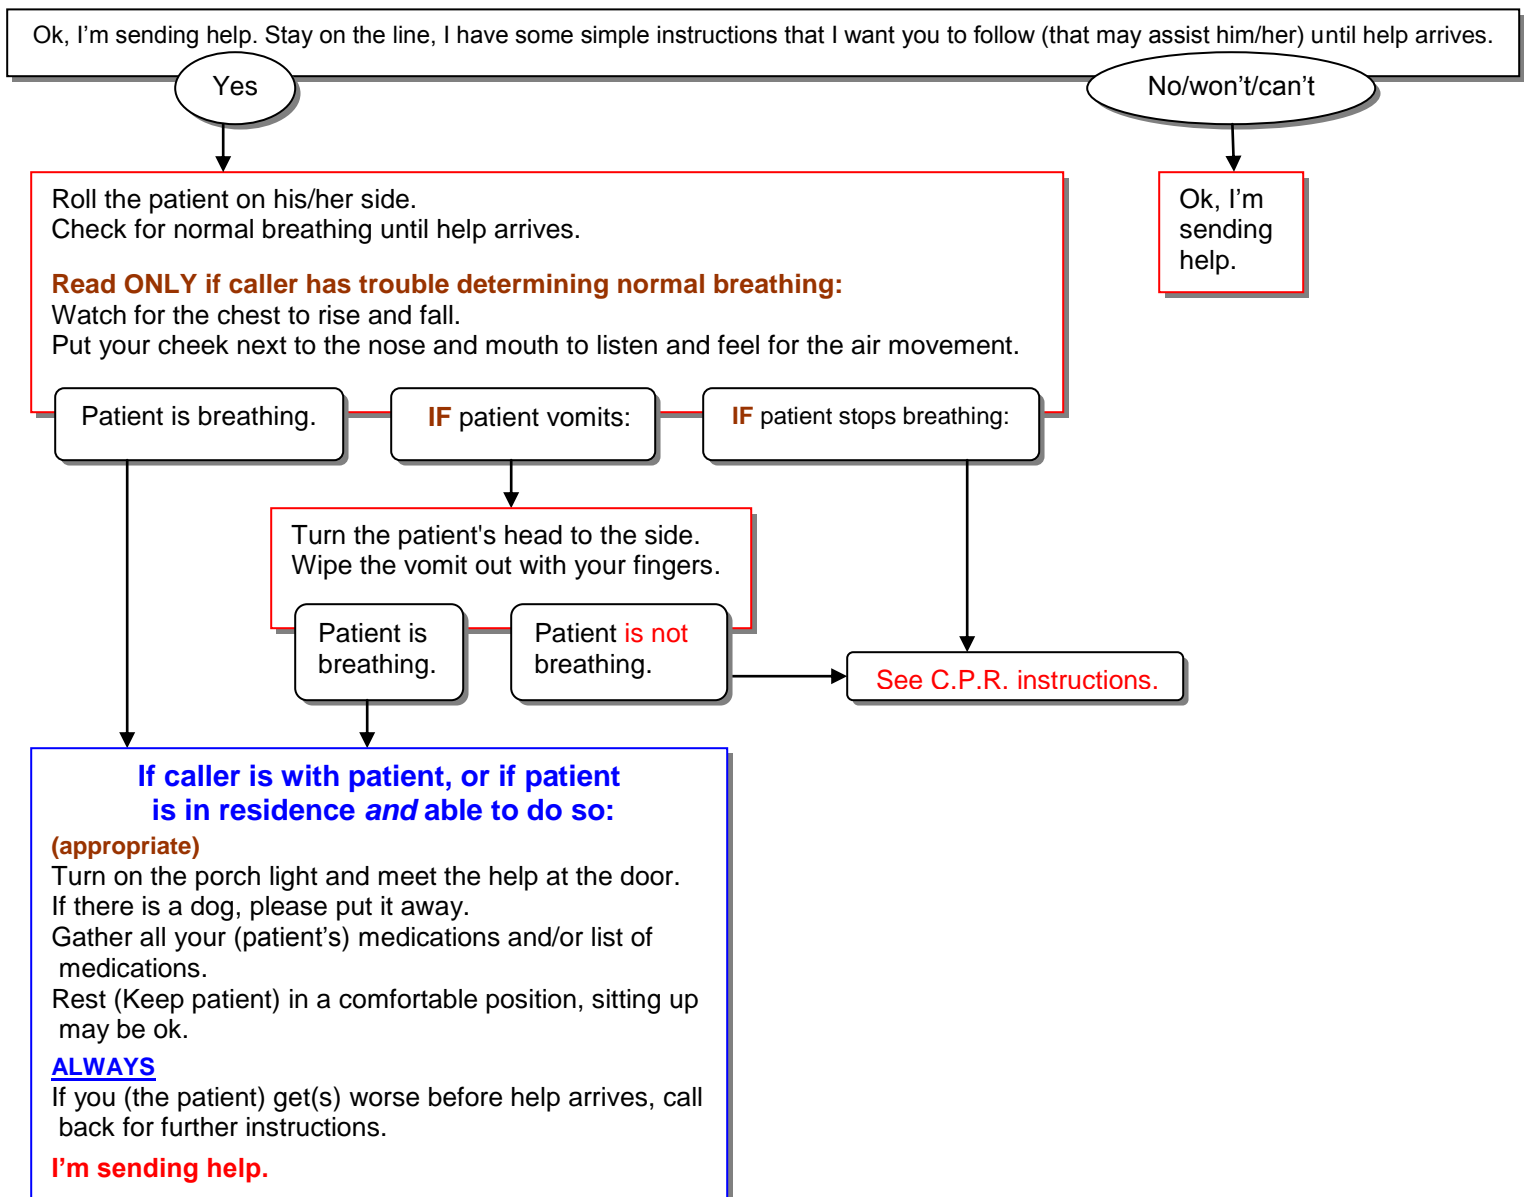 Ok, I’m sending help. Stay on the line, I have some simple instructions that I want you to follow (that may assist him/her) until help arrives.
Yes
No/won’t/can’t
Roll the patient on his/her side.
Check for normal breathing until help arrives.
Read ONLY if caller has trouble determining normal breathing:
Watch for the chest to rise and fall.
Put your cheek next to the nose and mouth to listen and feel for the air movement.
Ok, I’m
sending
help.
Patient is breathing.
IF patient vomits:
IF patient stops breathing:
Turn the patient's head to the side.
Wipe the vomit out with your fingers.
Patient is
breathing.
Patient is not
breathing.
See C.P.R. instructions.
If caller is with patient, or if patient
is in residence and able to do so:
(appropriate)
Turn on the porch light and meet the help at the door.
If there is a dog, please put it away.
Gather all your (patient’s) medications and/or list of
medications.
Rest (Keep patient) in a comfortable position, sitting up
may be ok.
ALWAYS
If you (the patient) get(s) worse before help arrives, call
back for further instructions.
I’m sending help.